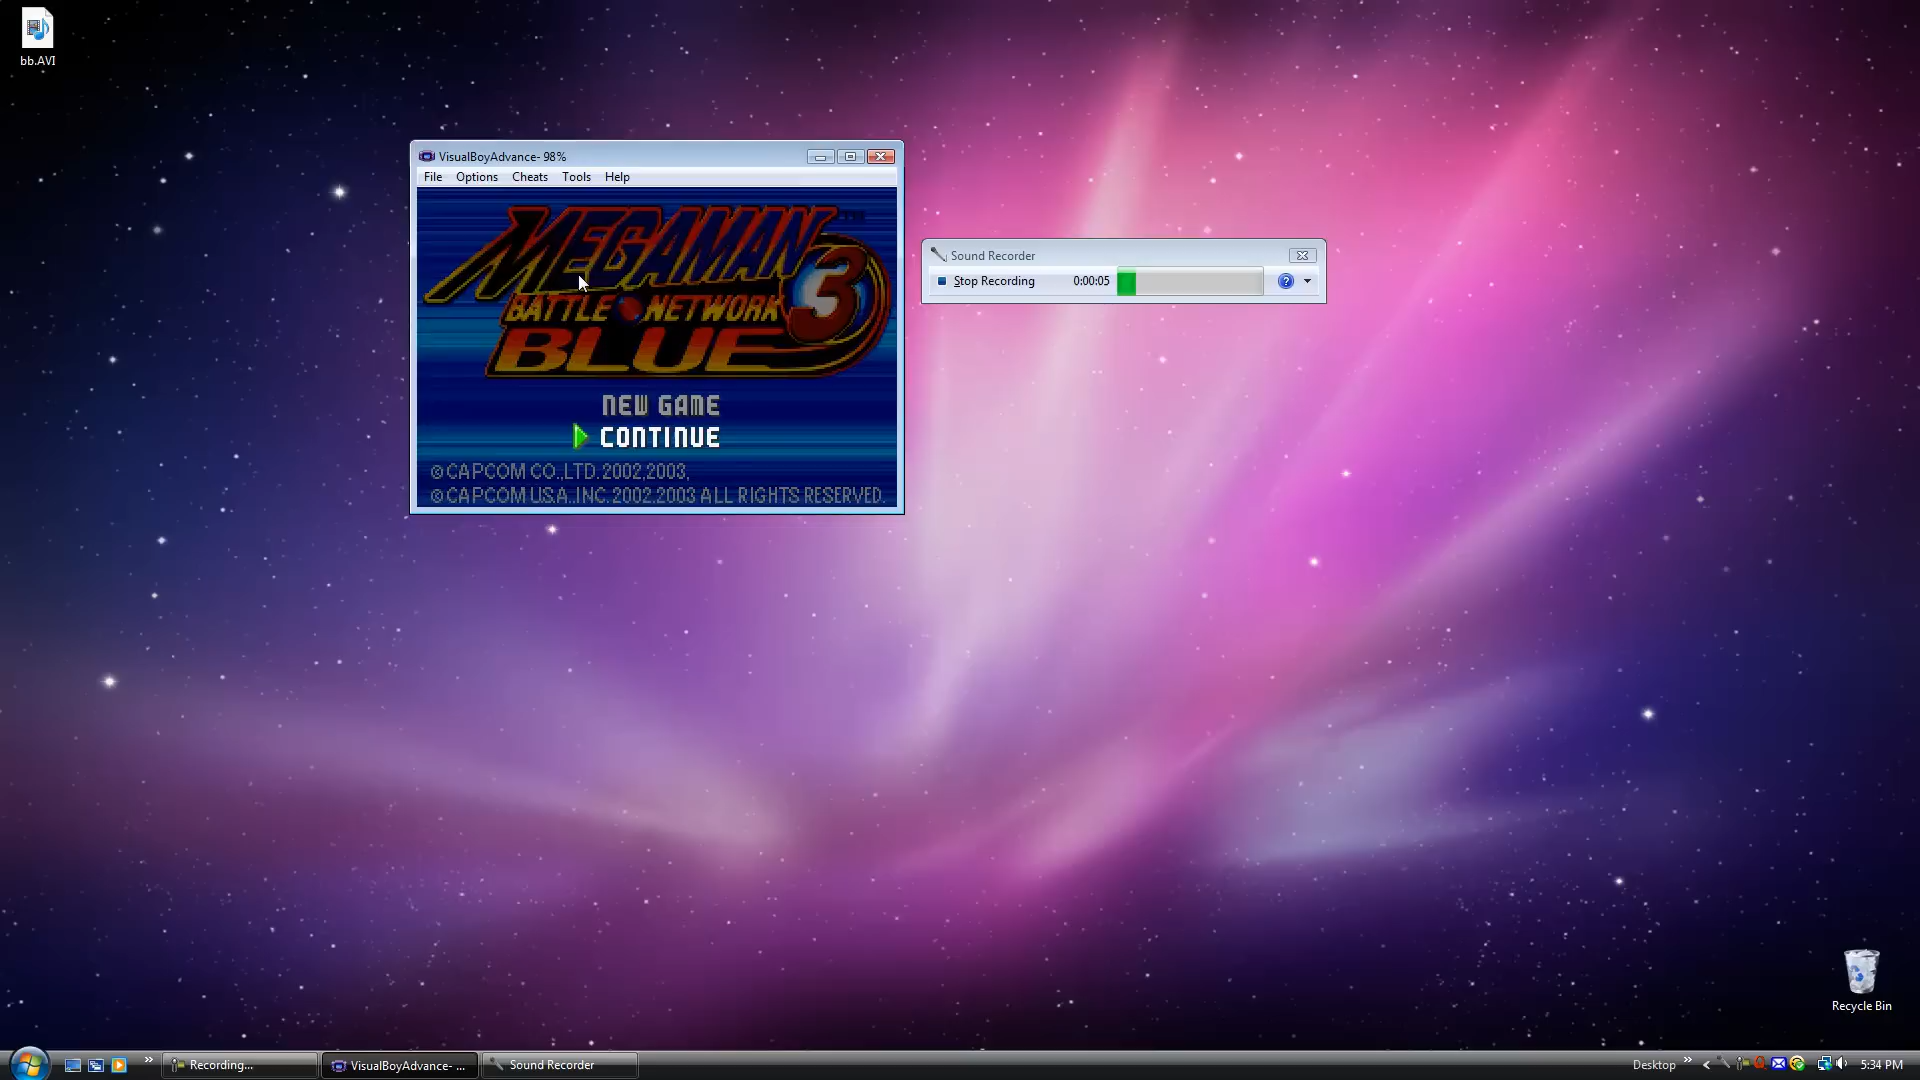 bb.AVI
VisualBoyAdvance- 98%
File Options Cheats Tools Help
MEGAMAN
BATTLE NETWORK 3
BLUE
NEW GAME
CONTINUE
©CAPCOM CO.,LTD.2002,2003,
©CAPCOM U.S.A.,INC.2002,2003 ALL RIGHTS RESERVED.
Sound Recorder
Stop Recording 0:00:05
Recycle Bin
Recording...
VisualBoyAdvance- ...
Sound Recorder
Desktop
5:34 PM